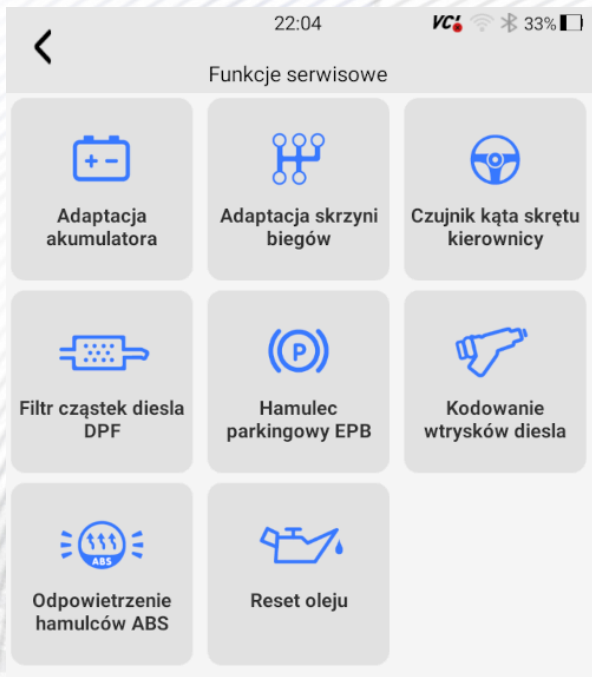 22:04
VCI
33%
Funkcje serwisowe
+ -
Adaptacja
akumulatora
Adaptacja skrzyni
biegów
Czujnik kąta skrętu
kierownicy
Filtr cząstek diesla
DPF
P
Hamulec
parkingowy EPB
Kodowanie
wtrysków diesla
ABS
Odpowietrzenie
hamulców ABS
Reset oleju